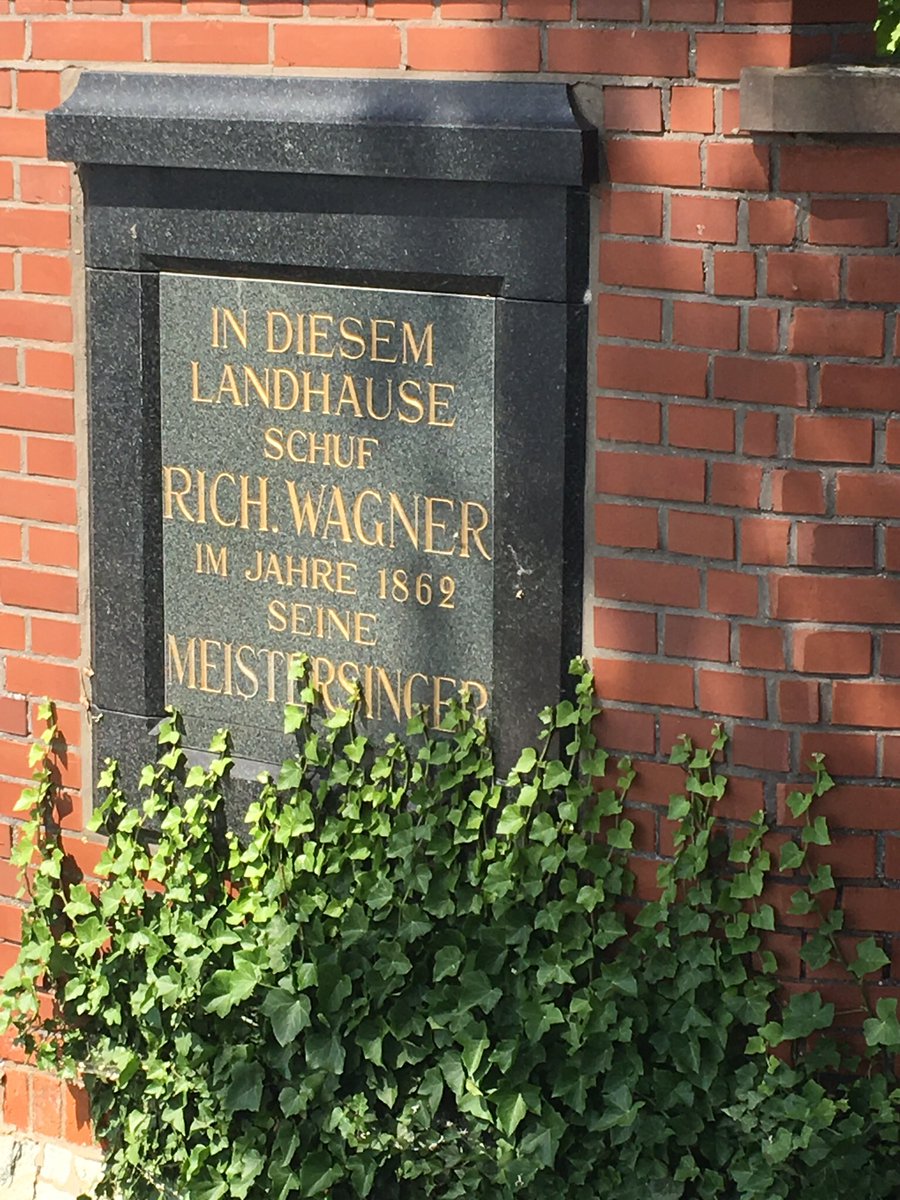 IN DIESEM
LANDHAUSE
SCHUF
RICH. WAGNER
IM JAHRE 1862
SEINE
MEISTERSINGER